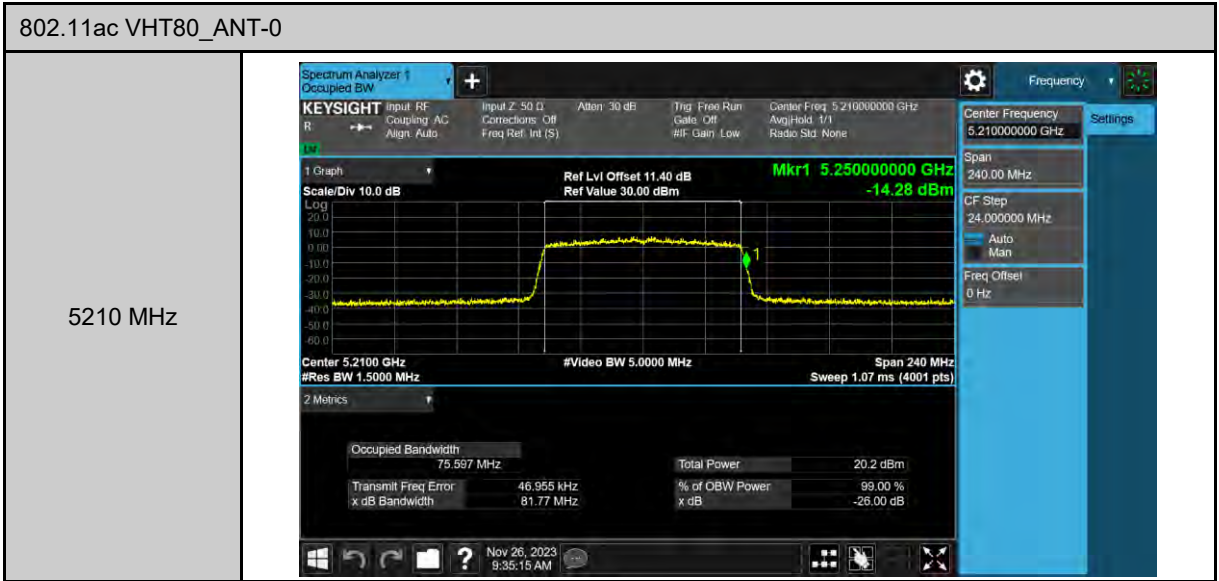 802.11ac VHT80_ANT-0
5210 MHz
Spectrum Analyzer 1
Occupied BW
+
Frequency
KEYSIGHT
R
Input: RF
Coupling: AC
Align: Auto
Input Z: 50 Ω
Corrections: Off
Freq Ref: Int (S)
Atten: 30 dB
Trig: Free Run
Gate: Off
#IF Gain: Low
Center Freq: 5.210000000 GHz
Avg|Hold: 1/1
Radio Std: None
Center Frequency
5.210000000 GHz
Settings
Span
240.00 MHz
CF Step
24.000000 MHz
Auto
Man
Freq Offset
0 Hz
1 Graph
Scale/Div 10.0 dB
Ref Lvl Offset 11.40 dB
Ref Value 30.00 dBm
Mkr1 5.250000000 GHz
-14.28 dBm
Log
20.0
10.0
0.00
-10.0
-20.0
-30.0
-40.0
-50.0
-60.0
1
Center 5.2100 GHz
#Res BW 1.5000 MHz
#Video BW 5.0000 MHz
Span 240 MHz
Sweep 1.07 ms (4001 pts)
2 Metrics
Occupied Bandwidth
75.597 MHz
Total Power 20.2 dBm
Transmit Freq Error 46.955 kHz
% of OBW Power 99.00 %
x dB Bandwidth 81.77 MHz
x dB -26.00 dB
?
Nov 26, 2023
9:35:15 AM